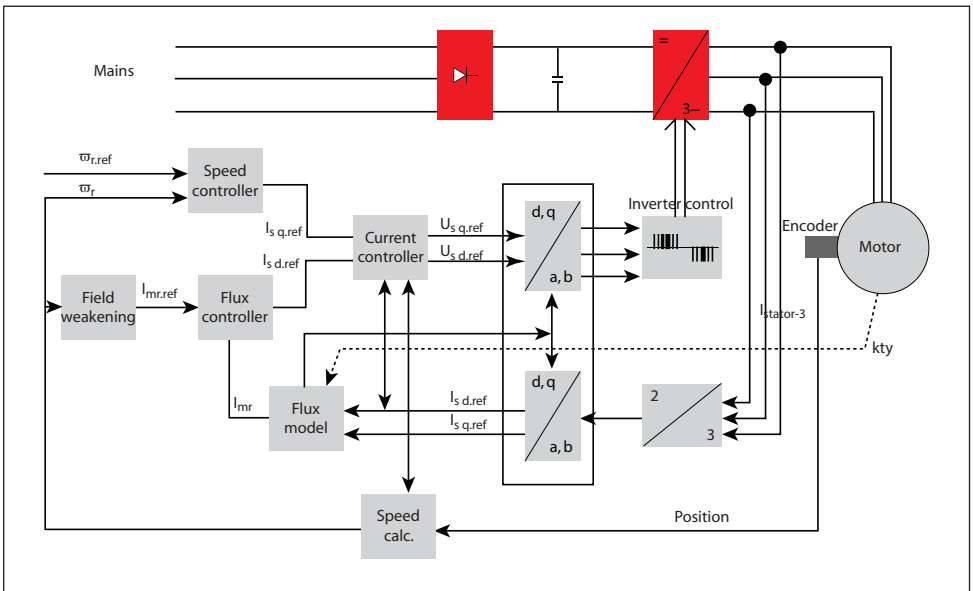 =
Mains
3~
ϖr.ref
Speed
controller
ϖr
d, q
Inverter control
Us q.ref
Is q.ref
Encoder
Current
controller
Motor
Us d.ref
Is d.ref
a, b
Imr.ref
Field
weakening
Flux
controller
Istator-3
kty
d, q
2
Imr
Flux
model
Is d.ref
Is q.ref
3
a, b
Speed
calc.
Position